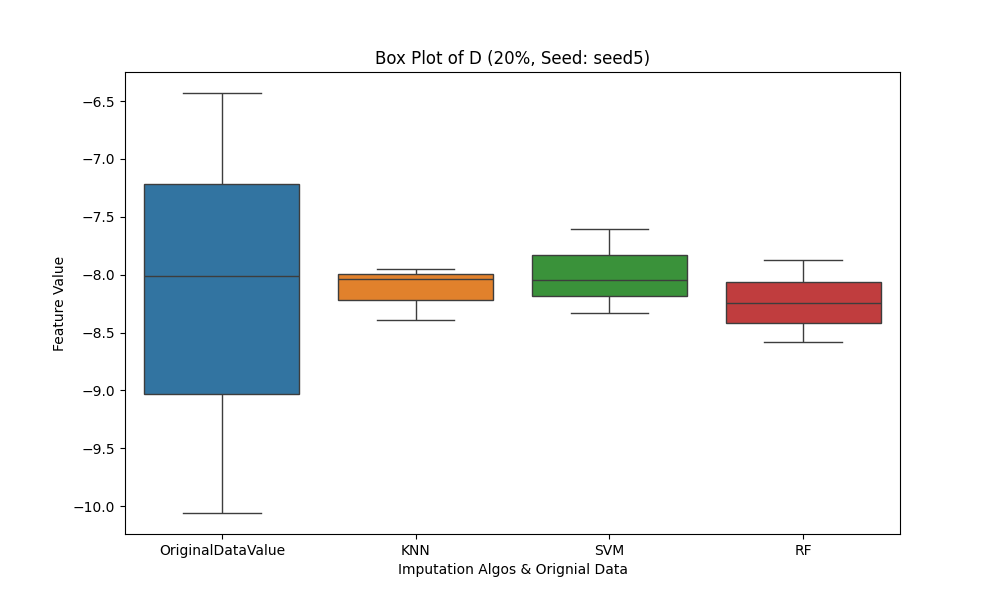 Box Plot of D (20%, Seed: seed5)
−6.5
−7.0
−7.5
−8.0
−8.5
−9.0
−9.5
−10.0
Feature Value
OriginalDataValue KNN SVM RF
Imputation Algos & Orignial Data